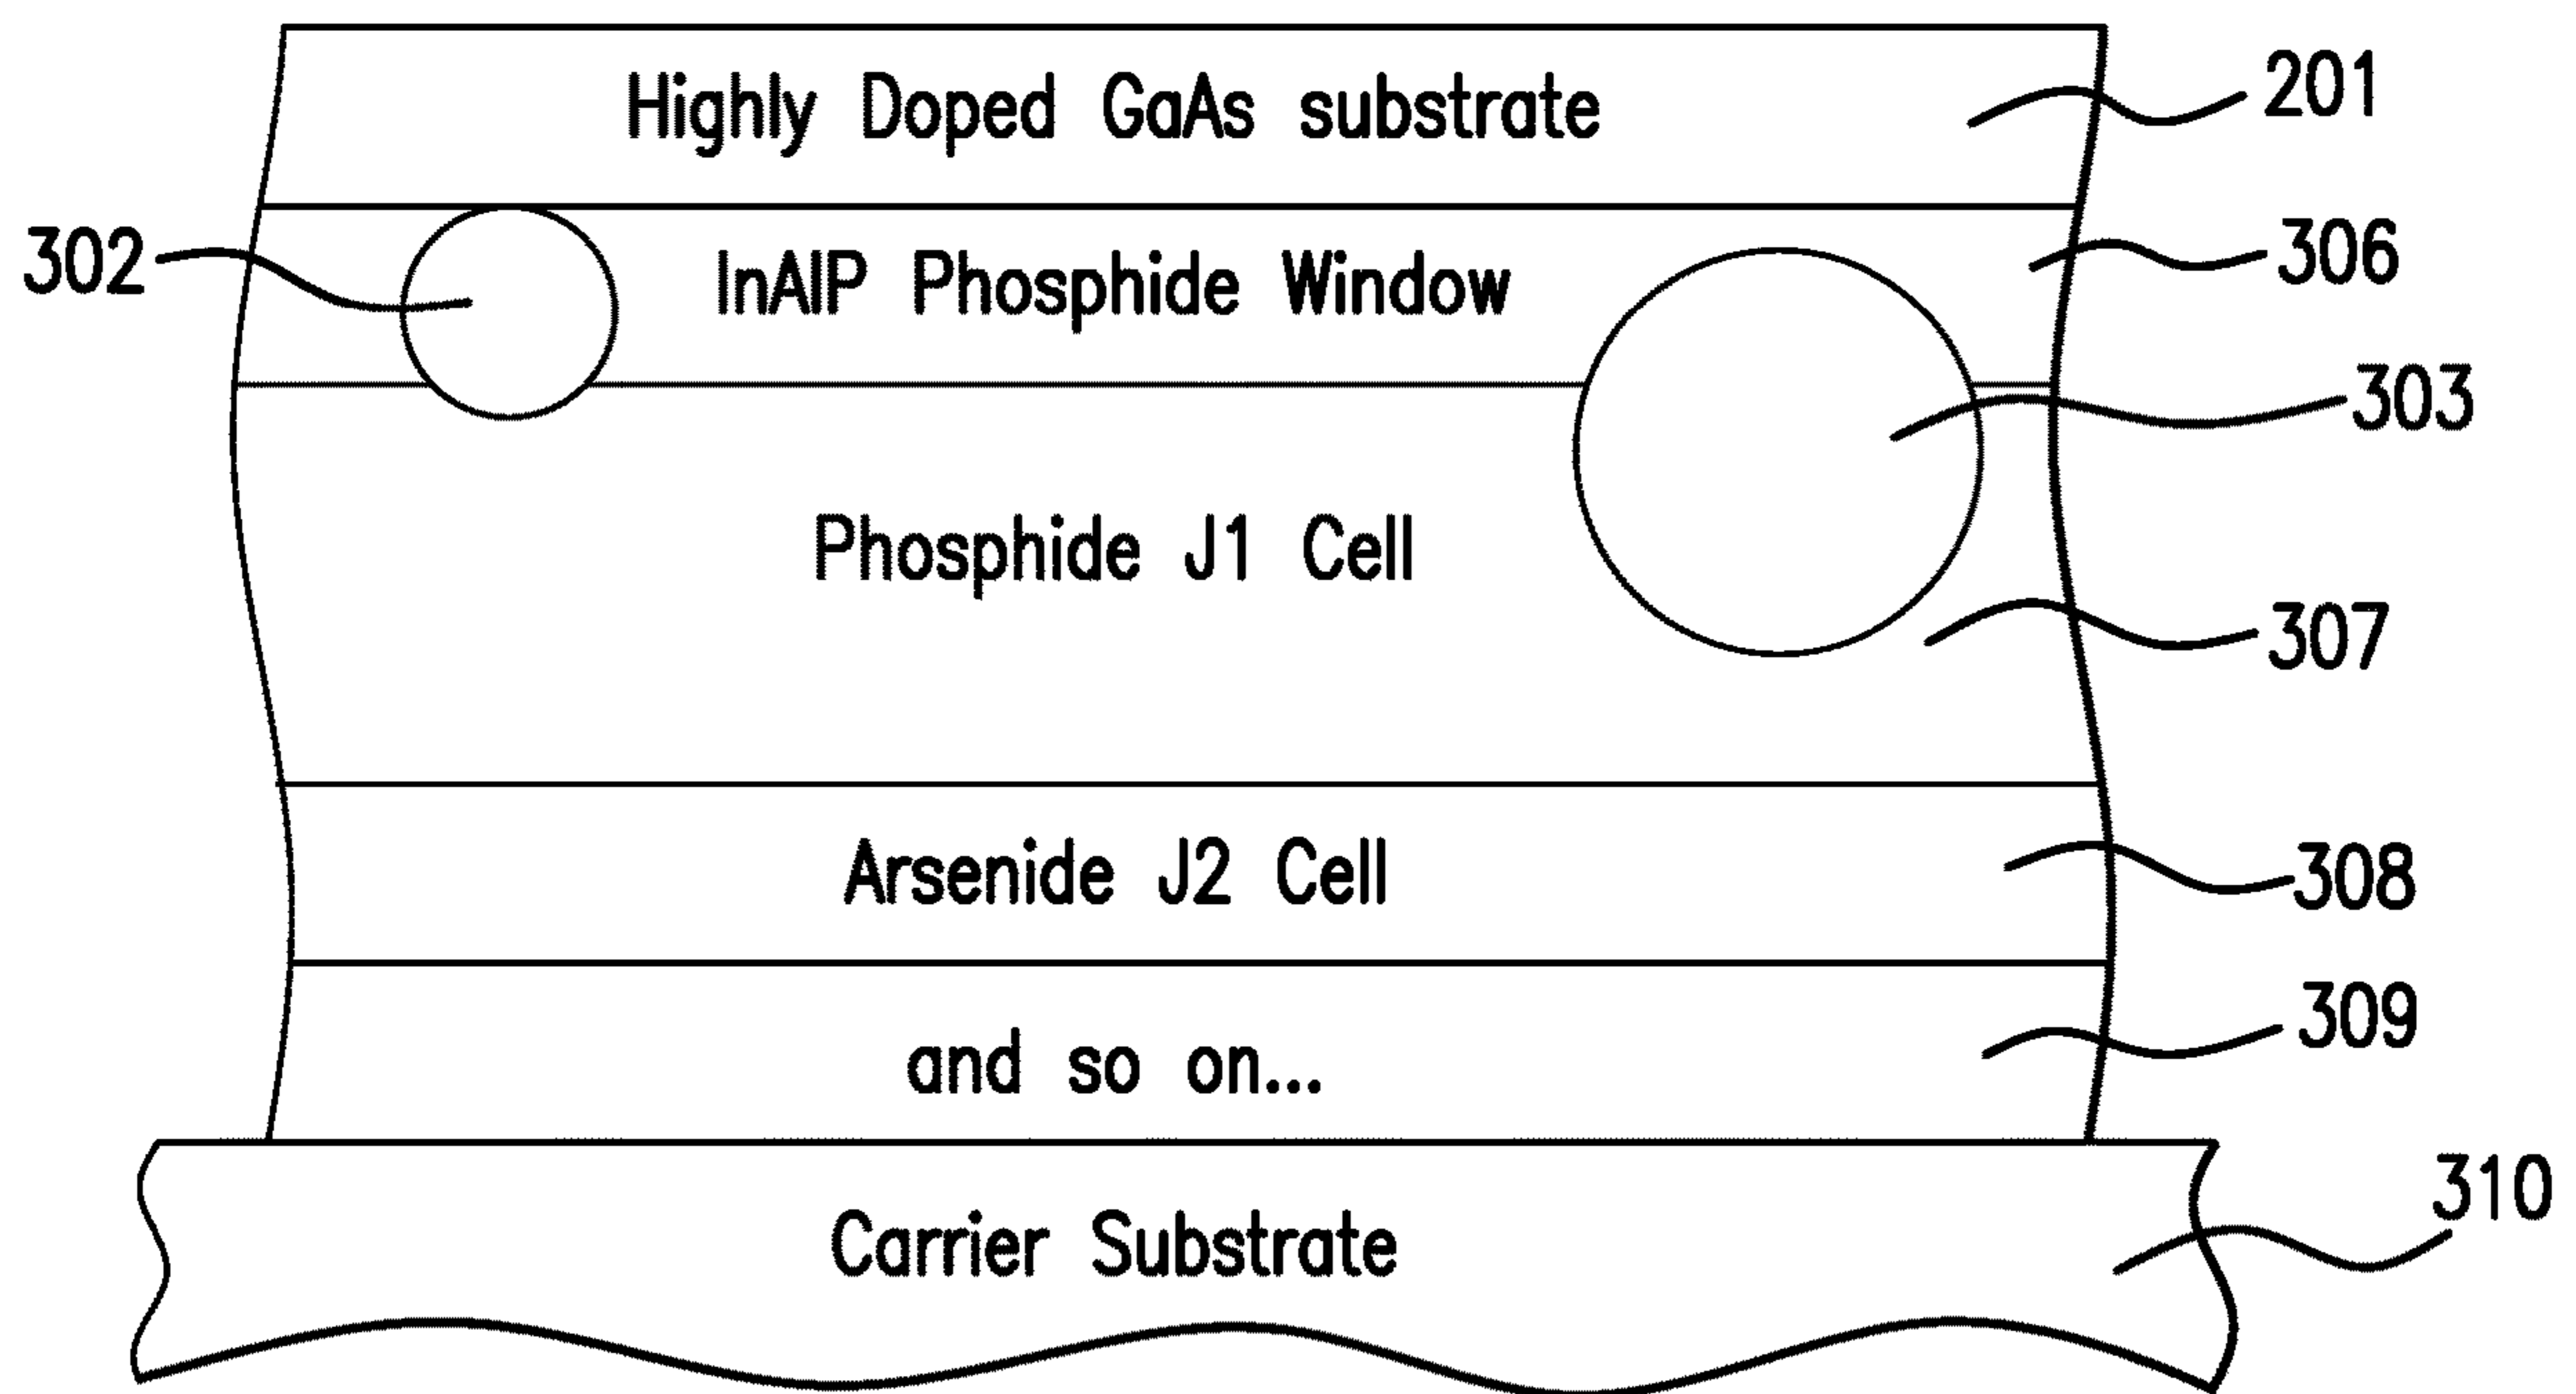 Highly Doped GaAs substrate
201
302
InAlP Phosphide Window
306
303
Phosphide J1 Cell
307
Arsenide J2 Cell
308
and so on...
309
Carrier Substrate
310